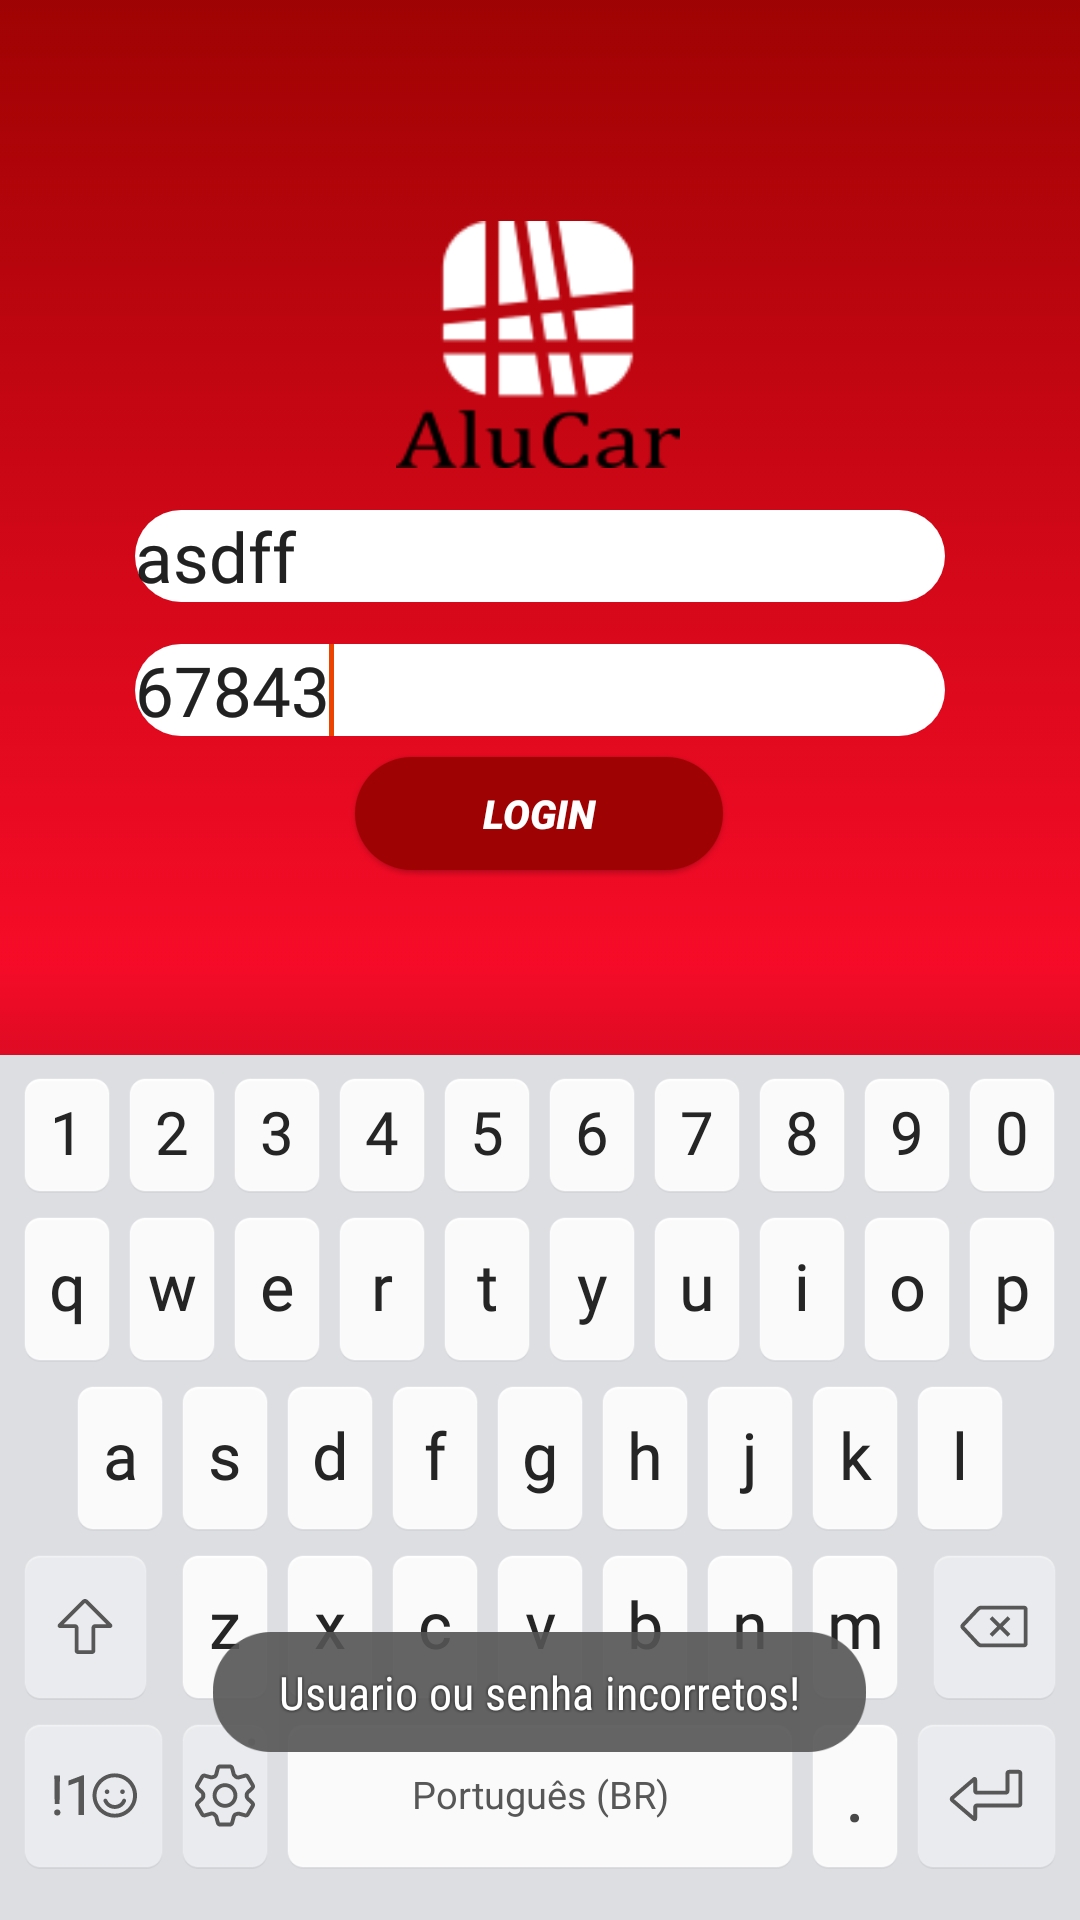 AluCar
asdff
67843
LOGIN
1 2 3 4 5 6 7 8 9 0
q w e r t y u i o p
a s d f g h j k l
z x c v b n m
Usuario ou senha incorretos!
!1☺ Português (BR) .